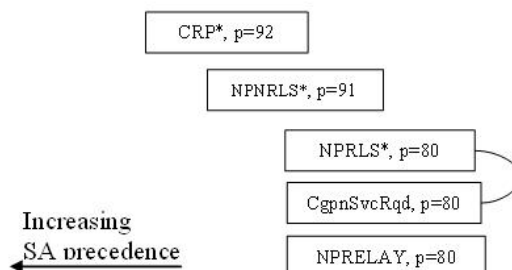 CRP*, p=92
NPNRLS*, p=91
NPRLS*, p=80
CgpnSvcRqd, p=80
NPRELAY, p=80
Increasing
SA precedence